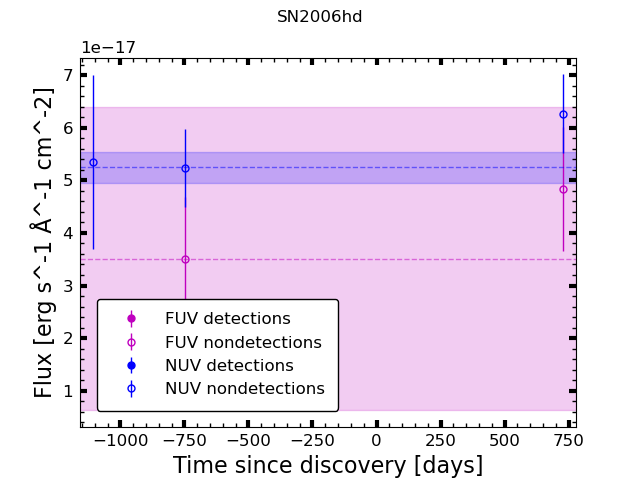 SN2006hd
1e−17
7
6
5
4
3
2
1
Flux [erg s^-1 Å^-1 cm^-2]
FUV detections
FUV nondetections
NUV detections
NUV nondetections
−1000 −750 −500 −250 0 250 500 750
Time since discovery [days]